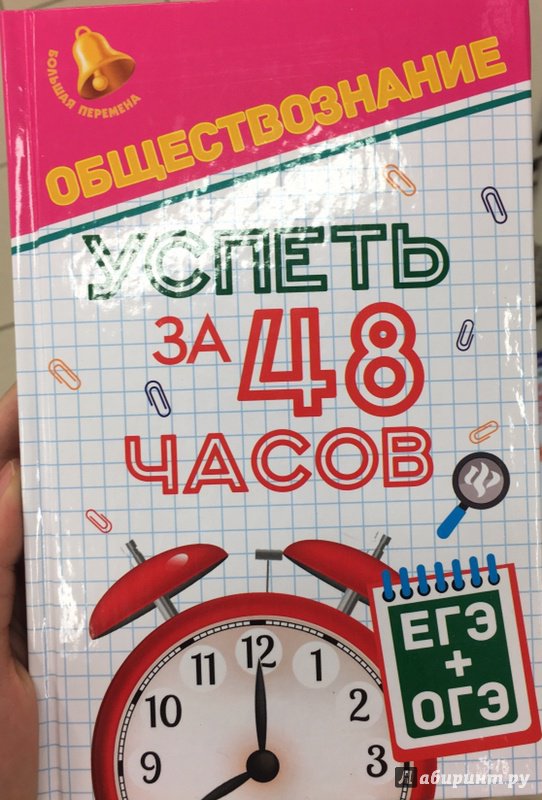 БОЛЬШАЯ ПЕРЕМЕНА
ОБЩЕСТВОЗНАНИЕ
УСПЕТЬ
ЗА 48
ЧАСОВ
ЕГЭ
+
ОГЭ
11 12 1
10 2
9 3
Лабиринт.ру